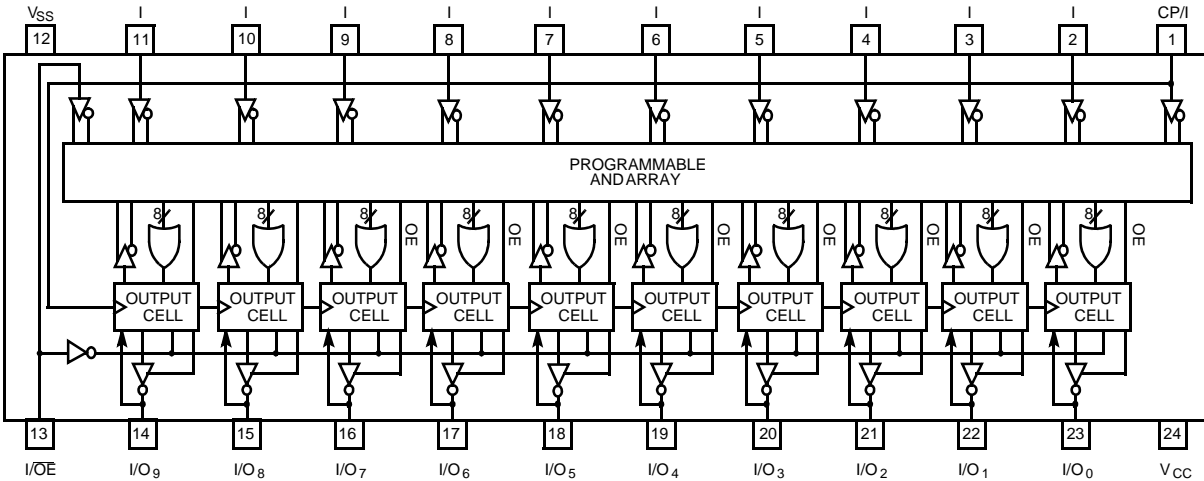 VSS I I I I I I I I I CP/I
12 11 10 9 8 7 6 5 4 3 2 1
PROGRAMMABLE
AND ARRAY
8 8 8 8 8 8 8 8 8 8
OE OE OE OE OE OE OE OE
OUTPUT OUTPUT OUTPUT OUTPUT OUTPUT OUTPUT OUTPUT OUTPUT OUTPUT OUTPUT
CELL CELL CELL CELL CELL CELL CELL CELL CELL CELL
13 14 15 16 17 18 19 20 21 22 23 24
I/O̅E̅ I/O9 I/O8 I/O7 I/O6 I/O5 I/O4 I/O3 I/O2 I/O1 I/O0 VCC